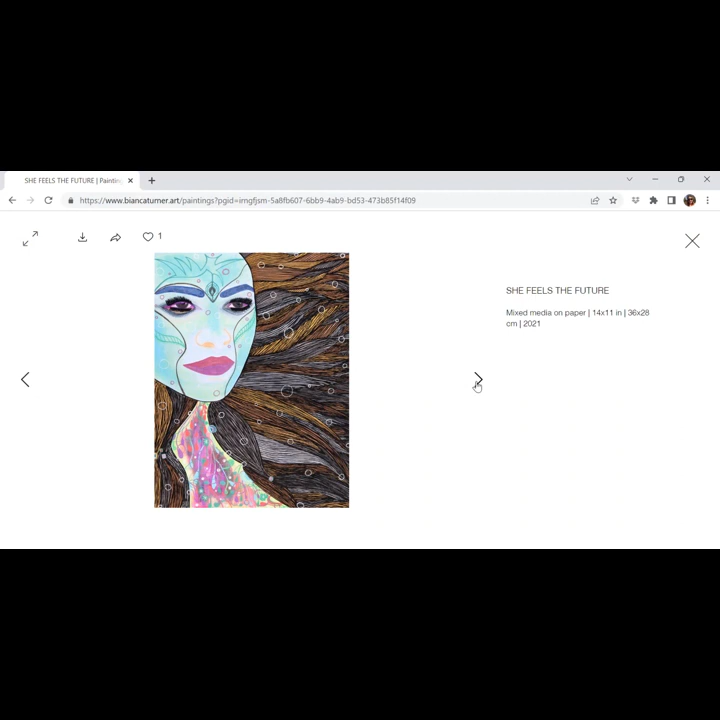 SHE FEELS THE FUTURE | Painting
https://www.biancaturner.art/paintings?pgid=imgfjsm-5a8fb607-6bb9-4ab9-bd53-473b85f14f09
1
SHE FEELS THE FUTURE
Mixed media on paper | 14x11 in | 36x28
cm | 2021